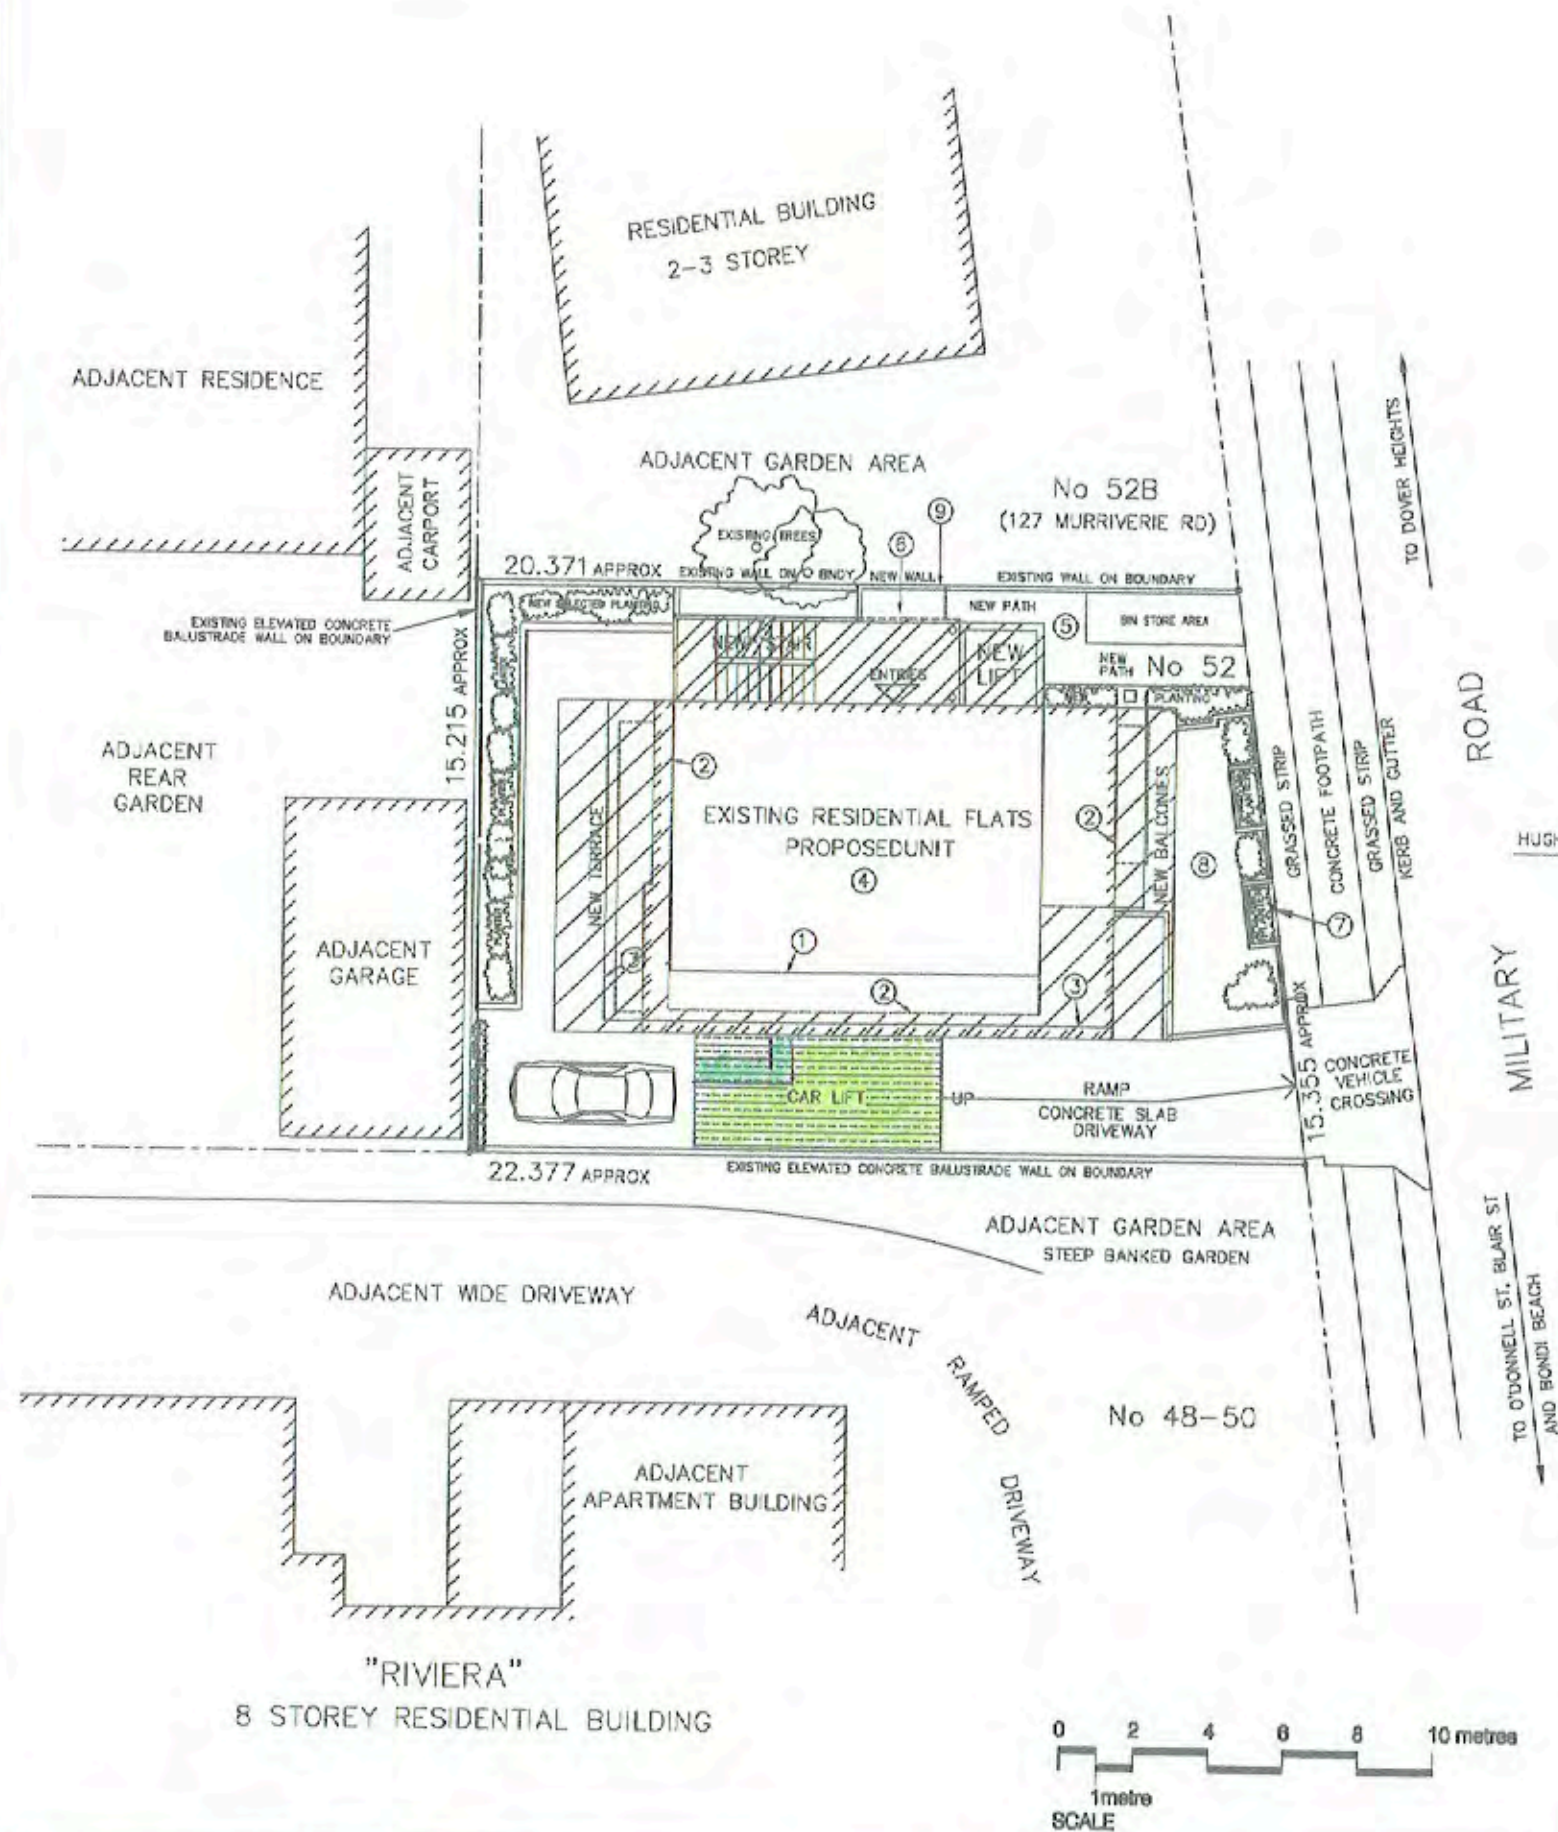 RESIDENTIAL BUILDING
2-3 STOREY
ADJACENT RESIDENCE
ADJACENT
CARPORT
ADJACENT GARDEN AREA
No 52B
(127 MURRIVERIE RD)
TO DOVER HEIGHTS
EXISTING TREES
9
6
20.371 APPROX
EXISTING WALL ON BNDY
NEW WALL
EXISTING WALL ON BOUNDARY
NEW SELECTED PLANTING
NEW PATH
5
BIN STORE AREA
EXISTING ELEVATED CONCRETE
BALUSTRADE WALL ON BOUNDARY
15.215 APPROX
NEW STAIR
ENTRIES
NEW
LIFT
NEW
PATH
No 52
NEW
PLANTING
ADJACENT
REAR
GARDEN
PLANTER
PLANTER
PLANTER
2
NEW TERRACE
EXISTING RESIDENTIAL FLATS
PROPOSEDUNIT
4
2
NEW BALCONIES
8
PLANTER
PLANTER
7
GRASSED STRIP
CONCRETE FOOTPATH
GRASSED STRIP
KERB AND GUTTER
ROAD
MILITARY
HUGH
ADJACENT
GARAGE
1
2
2
3
CAR LIFT
UP
RAMP
CONCRETE SLAB
DRIVEWAY
15.355 APPROX
CONCRETE
VEHICLE
CROSSING
22.377 APPROX
EXISTING ELEVATED CONCRETE BALUSTRADE WALL ON BOUNDARY
ADJACENT GARDEN AREA
STEEP BANKED GARDEN
ADJACENT WIDE DRIVEWAY
ADJACENT
RAMPED
DRIVEWAY
No 48-50
TO O'DONNELL ST, BLAIR ST
AND BONDI BEACH
ADJACENT
APARTMENT BUILDING
"RIVIERA"
8 STOREY RESIDENTIAL BUILDING
0 2 4 6 8 10 metres
1metre
SCALE